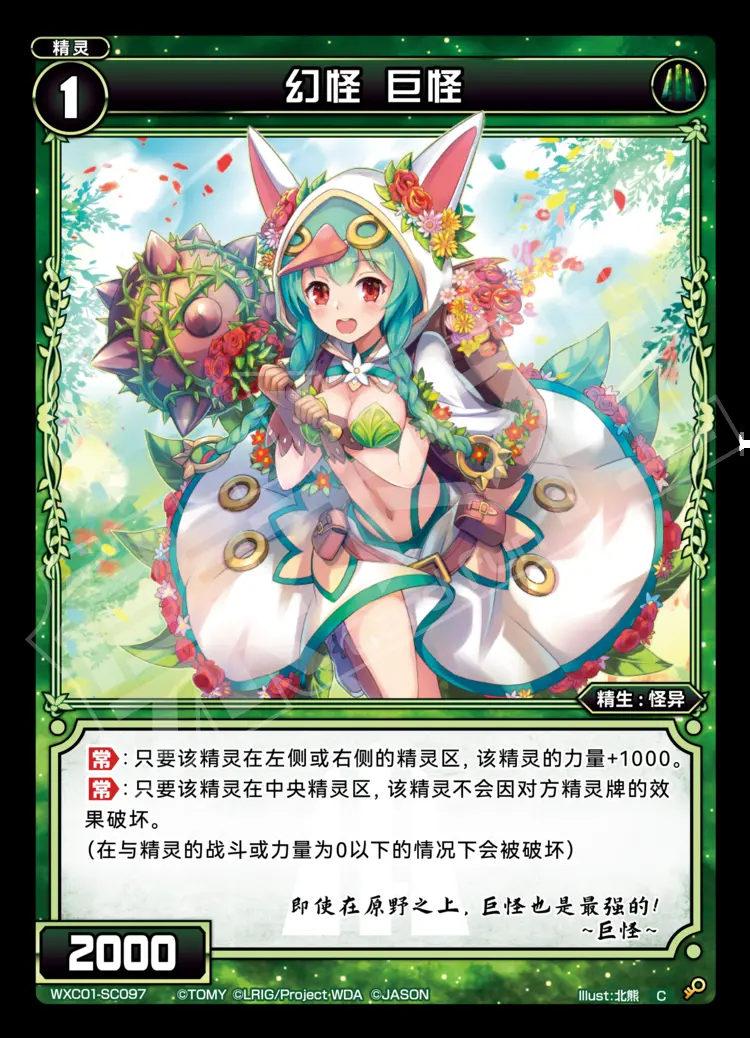 精灵
1
幻怪 巨怪
精生:怪异
常:只要该精灵在左侧或右侧的精灵区,该精灵的力量+1000。
常:只要该精灵在中央精灵区,该精灵不会因对方精灵牌的效
果破坏。
(在与精灵的战斗或力量为0以下的情况下会被破坏)
即使在原野之上,巨怪也是最强的!
~巨怪~
2000
WXC01-SC097 ©TOMY ©LRIG/Project WDA ©JASON Illust:北熊 C